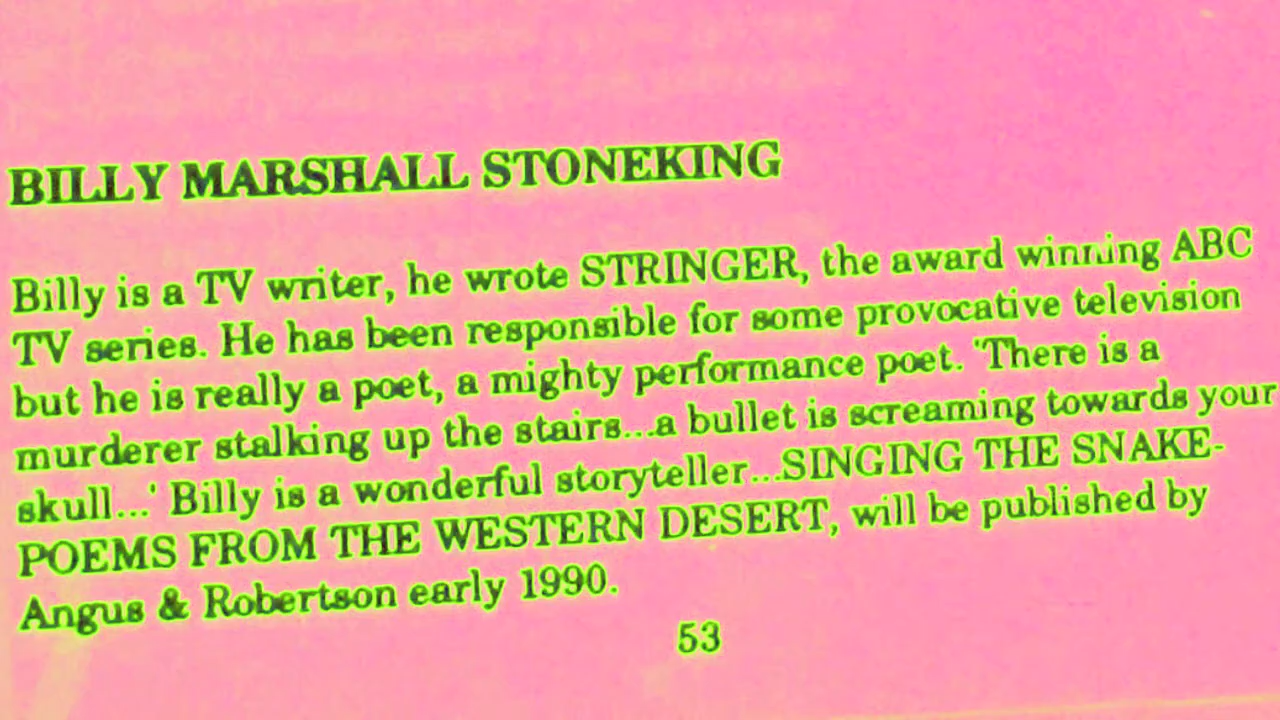 BILLY MARSHALL STONEKING
Billy is a TV writer, he wrote STRINGER, the award winning ABC
TV series. He has been responsible for some provocative television
but he is really a poet, a mighty performance poet. 'There is a
murderer stalking up the stairs...a bullet is screaming towards your
skull...' Billy is a wonderful storyteller...SINGING THE SNAKE-
POEMS FROM THE WESTERN DESERT, will be published by
Angus & Robertson early 1990.
53